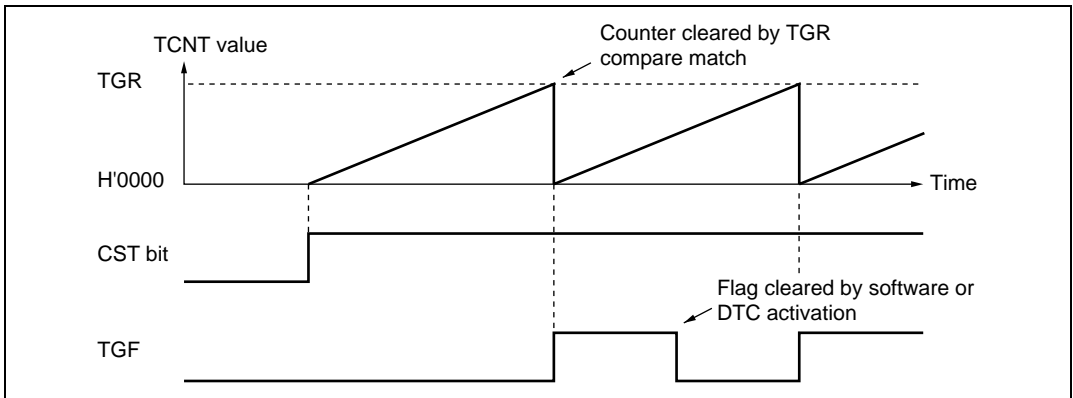 Counter cleared by TGR
compare match
TCNT value
TGR
H'0000
Time
CST bit
Flag cleared by software or
DTC activation
TGF